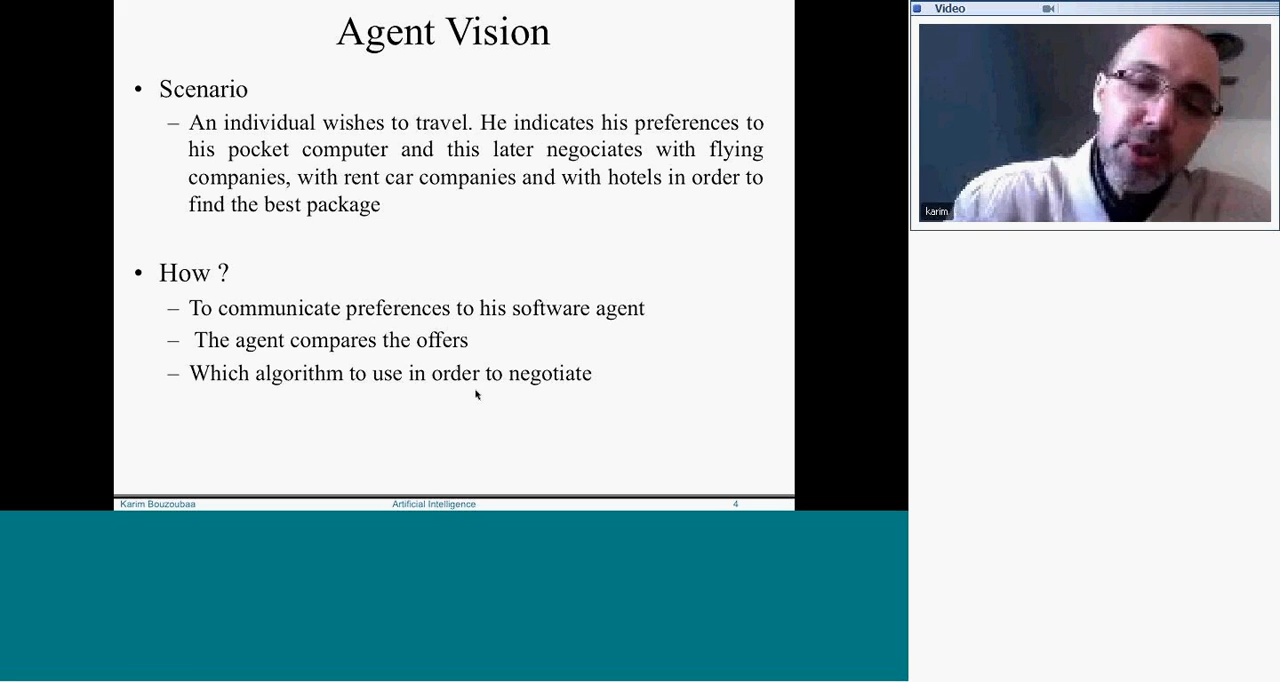 Agent Vision
• Scenario
– An individual wishes to travel. He indicates his preferences to
his pocket computer and this later negociates with flying
companies, with rent car companies and with hotels in order to
find the best package
• How ?
– To communicate preferences to his software agent
– The agent compares the offers
– Which algorithm to use in order to negotiate
Karim Bouzoubaa Artificial Intelligence 4
Video
karim